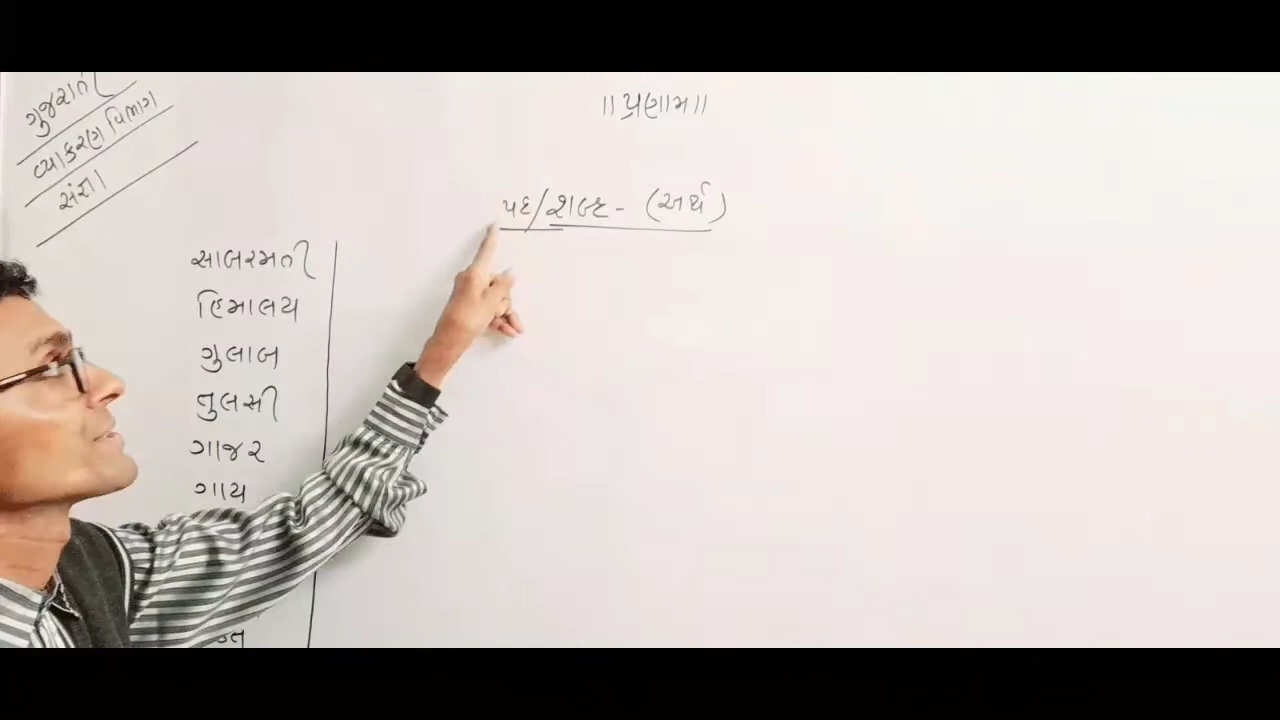 ગુજરાતી
વ્યાકરણ વિભાગ
સંજ્ઞા
॥ પ્રણામ ॥
પદ/શબ્દ - (અર્થ)
સાબરમતી
હિમાલય
ગુલાબ
તુલસી
ગાજર
ગાય